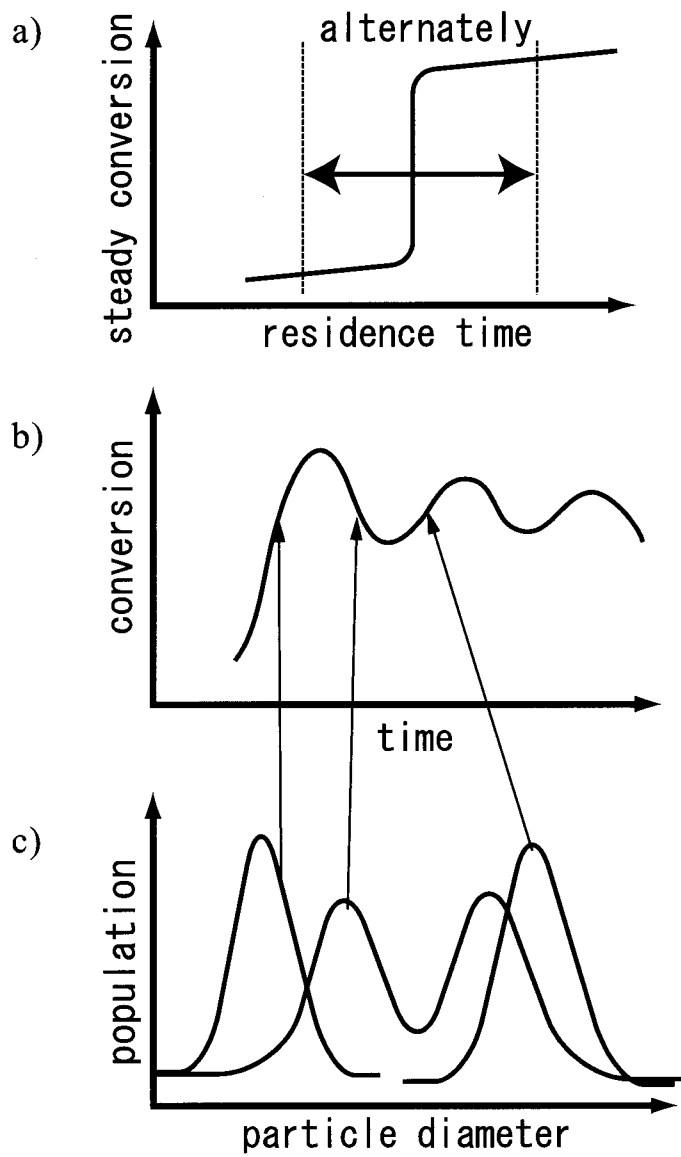 a)
alternately
steady conversion
residence time
b)
conversion
time
c)
population
particle diameter